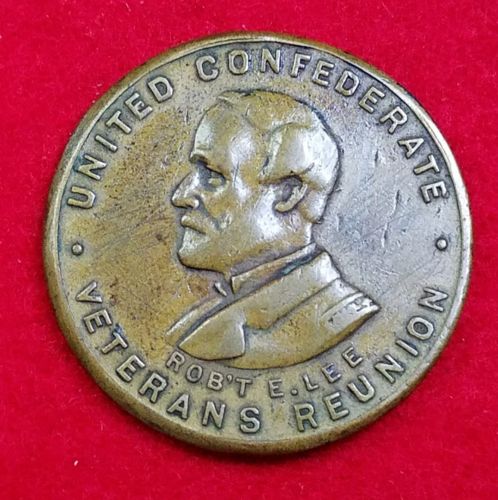 · UNITED CONFEDERATE ·
VETERANS REUNION
ROB'T E. LEE